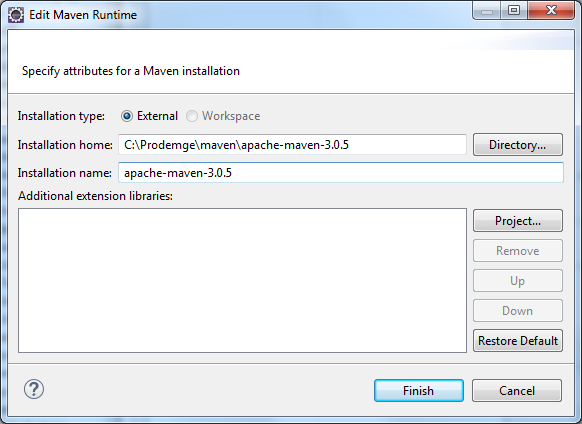 Edit Maven Runtime
Specify attributes for a Maven installation
Installation type: External Workspace
Installation home: C:\Prodemge\maven\apache-maven-3.0.5 Directory...
Installation name: apache-maven-3.0.5
Additional extension libraries:
Project...
Remove
Up
Down
Restore Default
? Finish Cancel